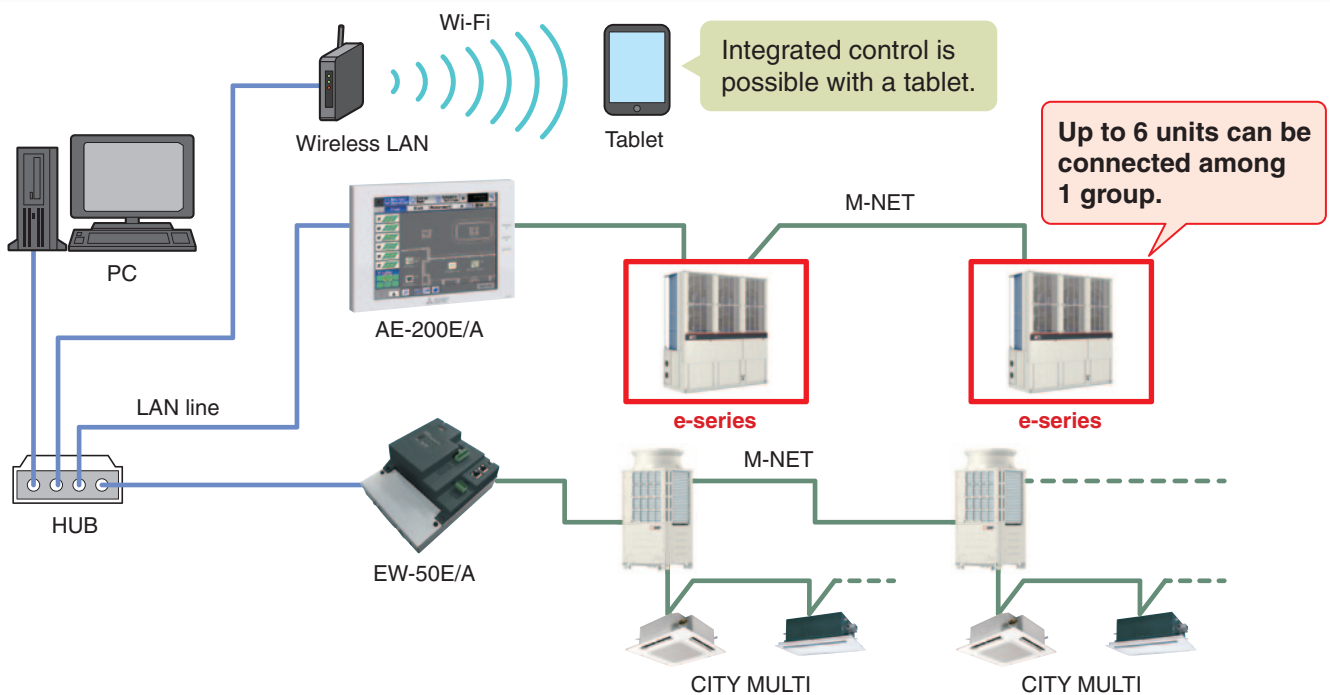 Wi-Fi
Integrated control is
possible with a tablet.
Wireless LAN
Tablet
Up to 6 units can be
connected among
1 group.
M-NET
PC
AE-200E/A
LAN line
e-series
e-series
M-NET
HUB
EW-50E/A
CITY MULTI
CITY MULTI